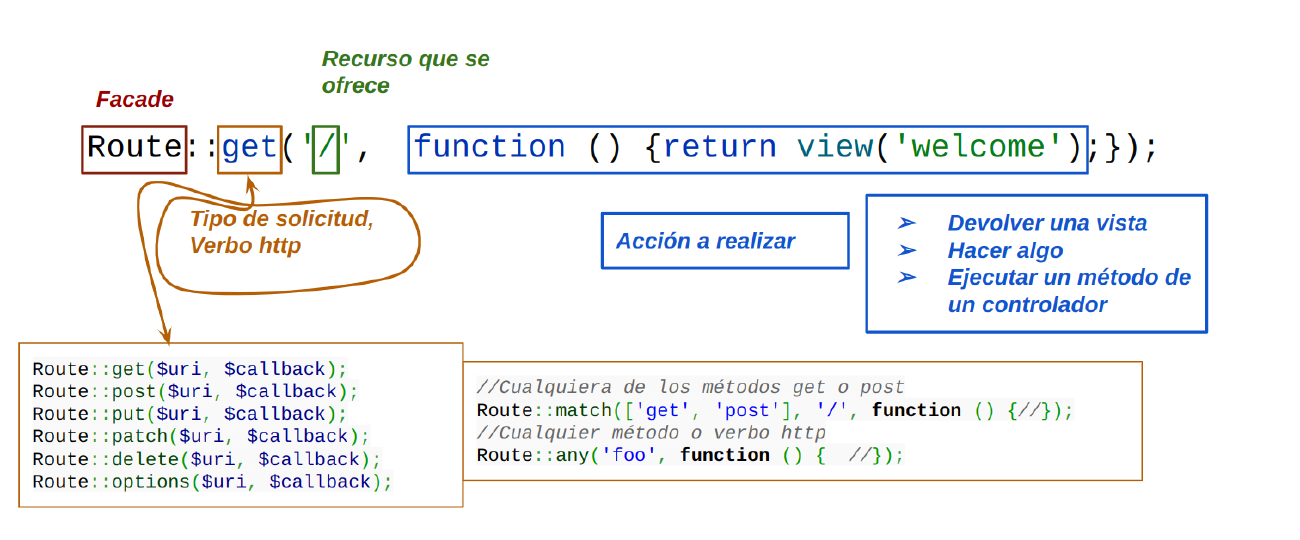 Recurso que se
ofrece
Facade
Route::get('/', function () {return view('welcome');});
Tipo de solicitud,
Verbo http
Acción a realizar
➢ Devolver una vista
➢ Hacer algo
➢ Ejecutar un método de
un controlador
Route::get($uri, $callback);
Route::post($uri, $callback);
Route::put($uri, $callback);
Route::patch($uri, $callback);
Route::delete($uri, $callback);
Route::options($uri, $callback);
//Cualquiera de los métodos get o post
Route::match(['get', 'post'], '/', function () {//});
//Cualquier método o verbo http
Route::any('foo', function () {  //});